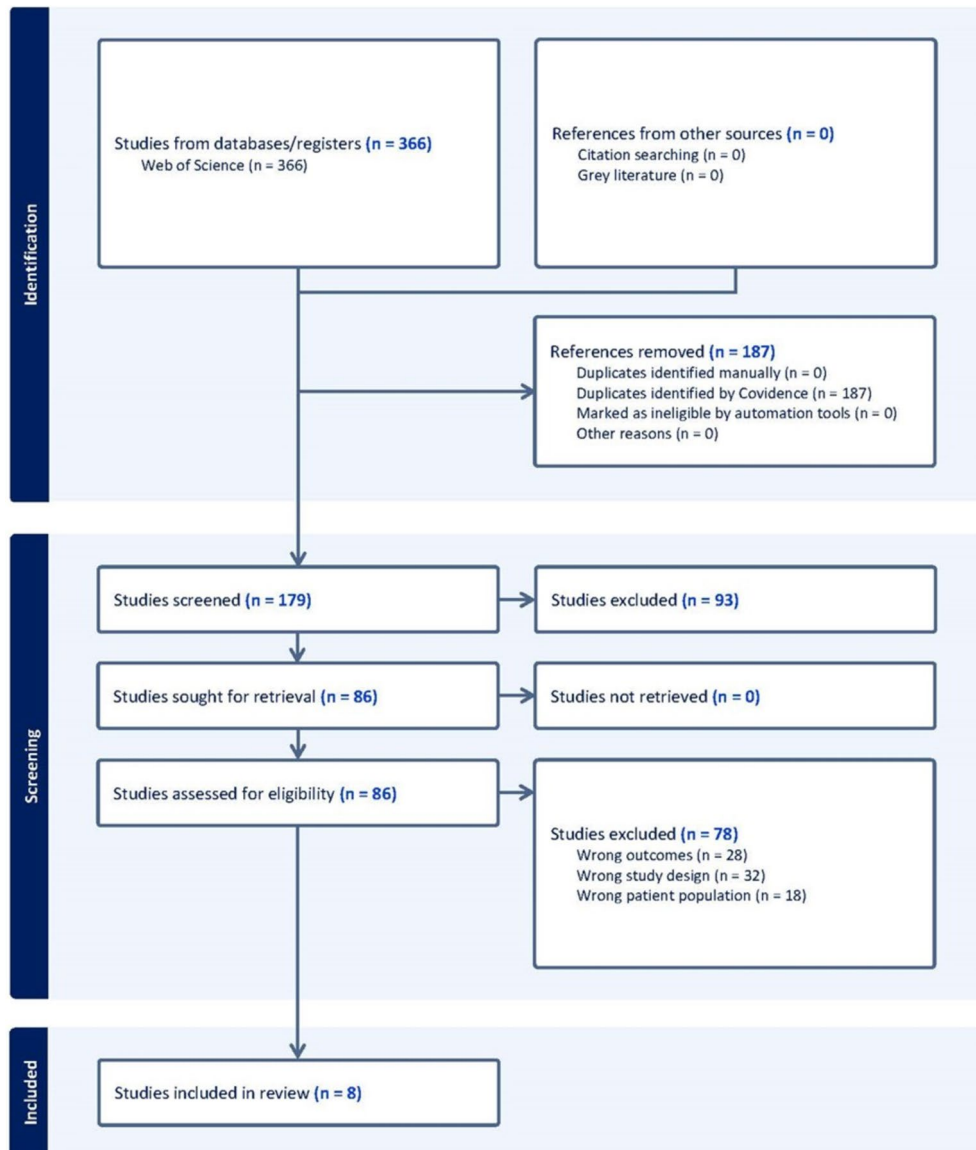 Identification
Studies from databases/registers (n = 366)
Web of Science (n = 366)
References from other sources (n = 0)
Citation searching (n = 0)
Grey literature (n = 0)
References removed (n = 187)
Duplicates identified manually (n = 0)
Duplicates identified by Covidence (n = 187)
Marked as ineligible by automation tools (n = 0)
Other reasons (n = 0)
Screening
Studies screened (n = 179)
Studies excluded (n = 93)
Studies sought for retrieval (n = 86)
Studies not retrieved (n = 0)
Studies assessed for eligibility (n = 86)
Studies excluded (n = 78)
Wrong outcomes (n = 28)
Wrong study design (n = 32)
Wrong patient population (n = 18)
Included
Studies included in review (n = 8)